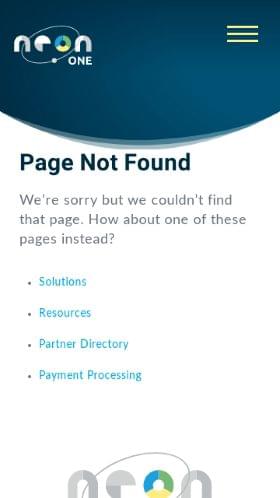 neon
ONE
Page Not Found
We're sorry but we couldn't find
that page. How about one of these
pages instead?
Solutions
Resources
Partner Directory
Payment Processing
neon